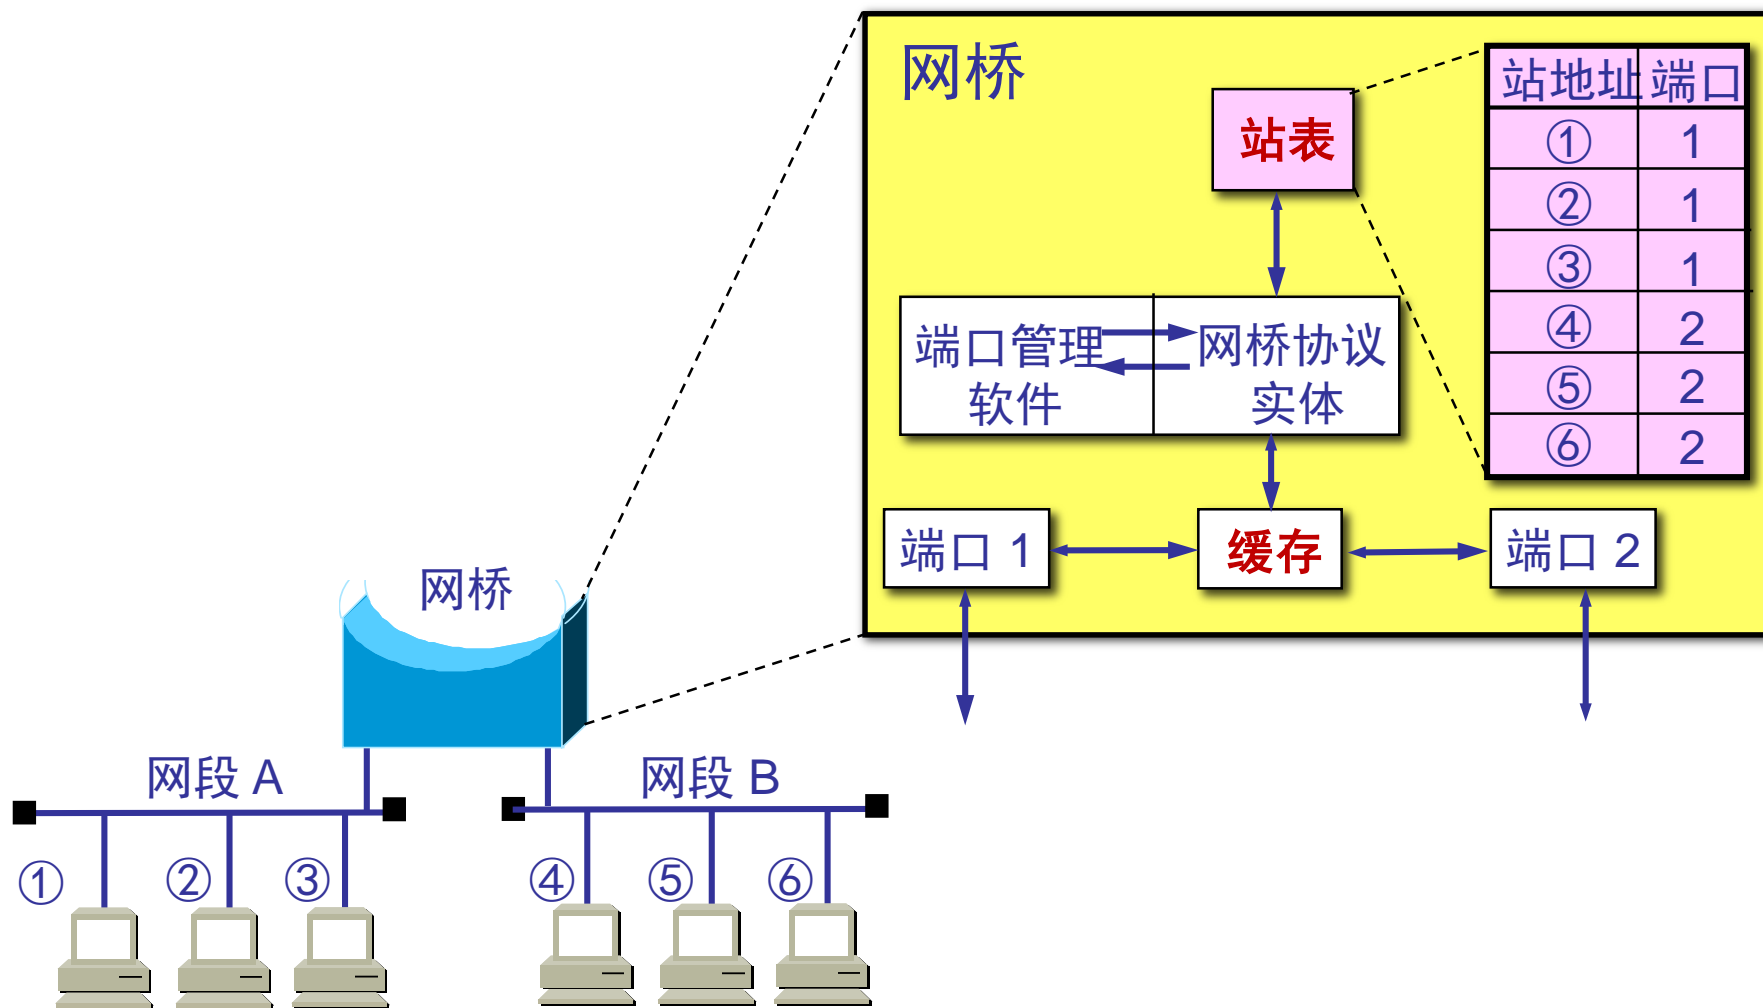 网桥
站表
站地址 端口
① 1
② 1
③ 1
④ 2
⑤ 2
⑥ 2
端口管理
软件
网桥协议
实体
端口 1
缓存
端口 2
网桥
网段 A
网段 B
① ② ③ ④ ⑤ ⑥